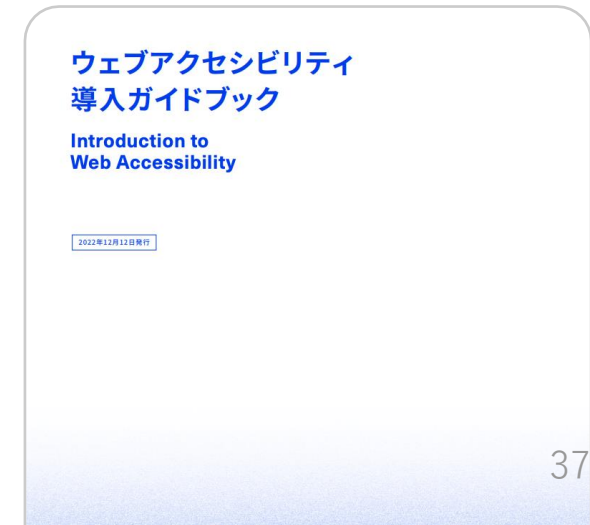 ウェブアクセシビリティ
導入ガイドブック
Introduction to
Web Accessibility
2022年12月12日発行
37